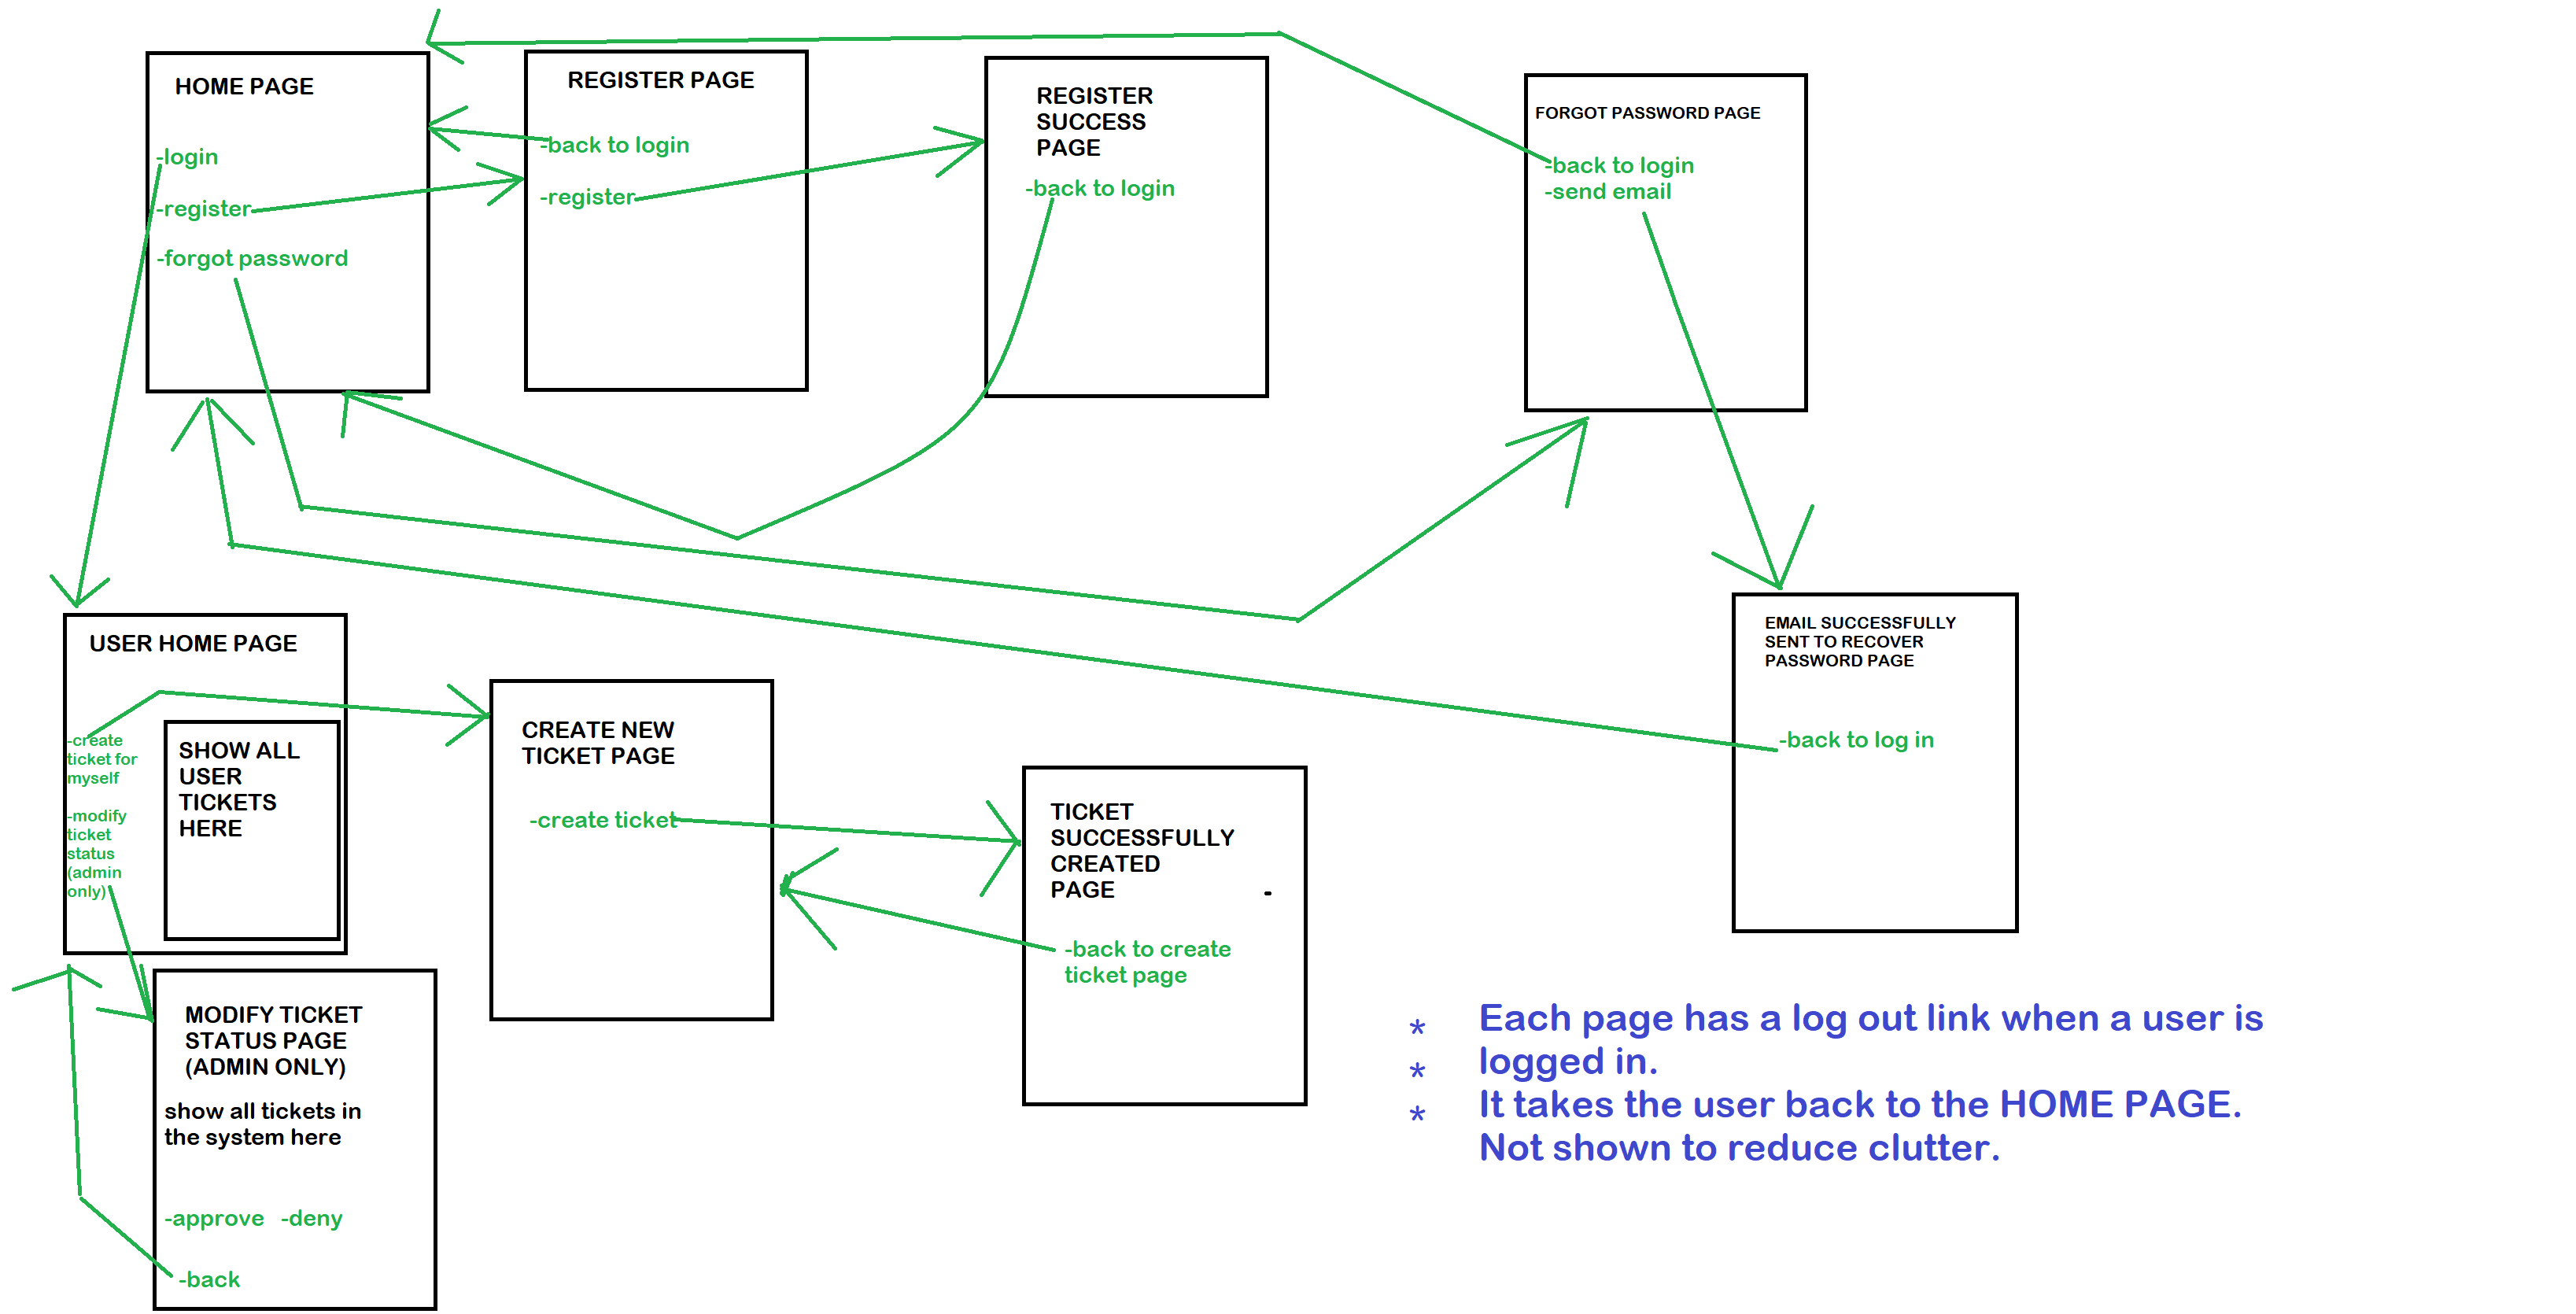 HOME PAGE
-login
-register
-forgot password
REGISTER PAGE
-back to login
-register
REGISTER
SUCCESS
PAGE
-back to login
FORGOT PASSWORD PAGE
-back to login
-send email
USER HOME PAGE
-create
ticket for
myself
-modify
ticket
status
(admin
only)
SHOW ALL
USER
TICKETS
HERE
CREATE NEW
TICKET PAGE
-create ticket
TICKET
SUCCESSFULLY
CREATED
PAGE
-
-back to create
ticket page
EMAIL SUCCESSFULLY
SENT TO RECOVER
PASSWORD PAGE
-back to log in
MODIFY TICKET
STATUS PAGE
(ADMIN ONLY)
show all tickets in
the system here
-approve -deny
-back
* Each page has a log out link when a user is
* logged in.
* It takes the user back to the HOME PAGE.
Not shown to reduce clutter.